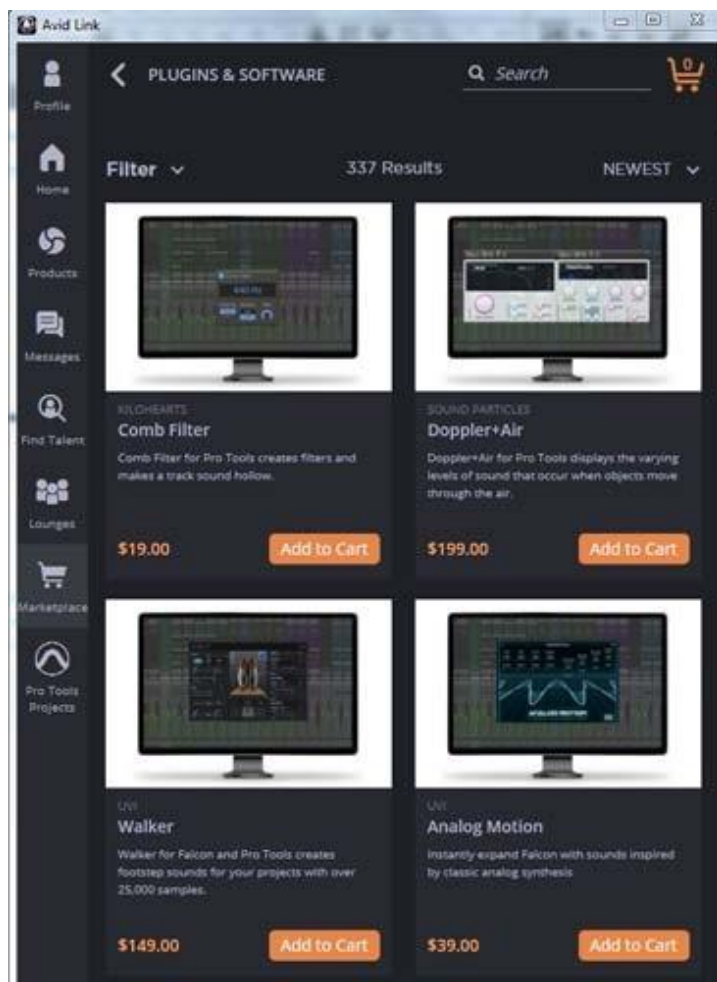 Avid Link
Profile
Home
Products
Messages
Find Talent
Lounges
Marketplace
Pro Tools
Projects
PLUGINS & SOFTWARE
Search
0
Filter
337 Results
NEWEST
KILOHEARTS
Comb Filter
Comb Filter for Pro Tools creates filters and
makes a track sound hollow.
$19.00
Add to Cart
SOUND PARTICLES
Doppler+Air
Doppler+Air for Pro Tools displays the varying
levels of sound that occur when objects move
through the air.
$199.00
Add to Cart
UVI
Walker
Walker for Falcon and Pro Tools creates
footstep sounds for your projects with over
25,000 samples.
$149.00
Add to Cart
ANALOG MOTION
UVI
Analog Motion
Instantly expand Falcon with sounds inspired
by classic analog synthesis
$39.00
Add to Cart